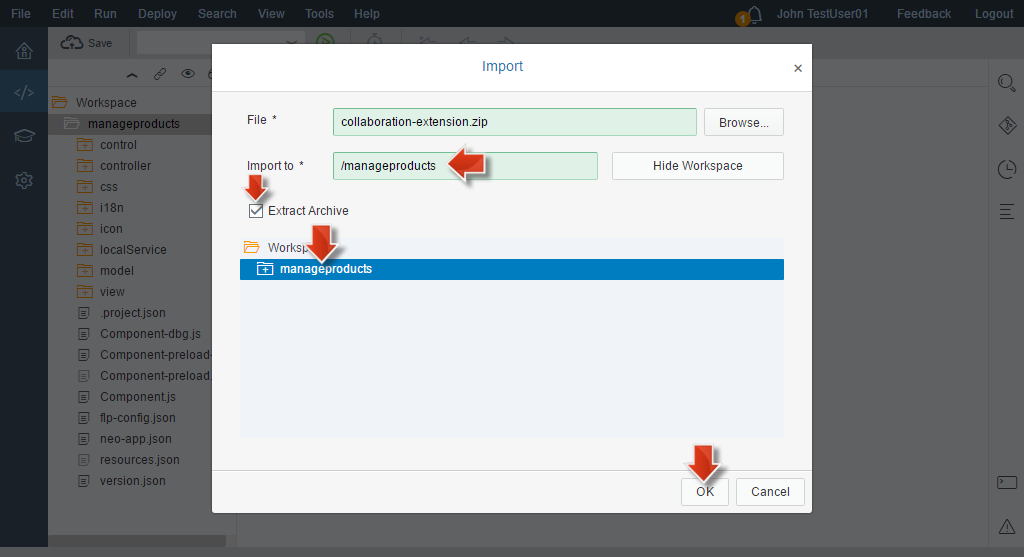 File Edit Run Deploy Search View Tools Help 1 John TestUser01 Feedback Logout
Save
Import ×
Workspace
manageproducts
control
controller
css
i18n
icon
localService
model
view
.project.json
Component-dbg.js
Component-preload-
Component-preload.
Component.js
flp-config.json
neo-app.json
resources.json
version.json
File * collaboration-extension.zip Browse...
Import to * /manageproducts Hide Workspace
Extract Archive
manageproducts
OK Cancel